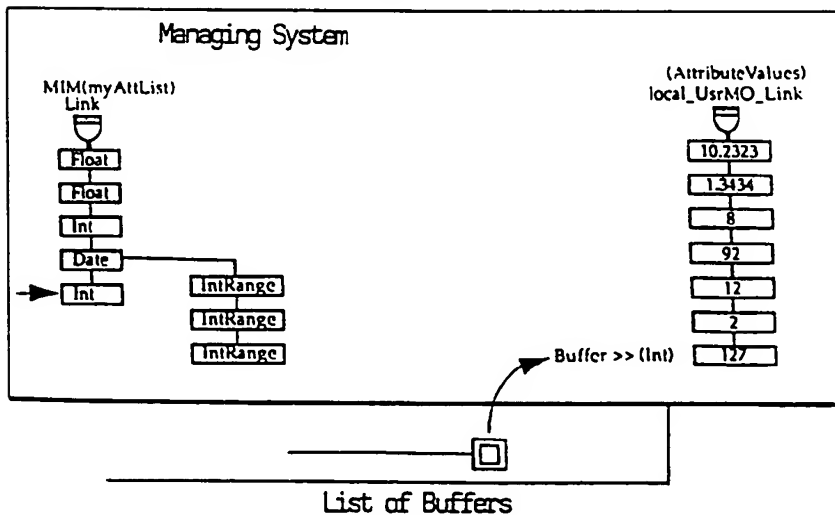 Managing System
MIM(myAttList)
Link
Float
Float
Int
Date
Int
IntRange
IntRange
IntRange
(AttributeValues)
local_UsrMO_Link
10.2323
1.3434
8
92
12
2
127
Buffer >> (Int)
List of Buffers